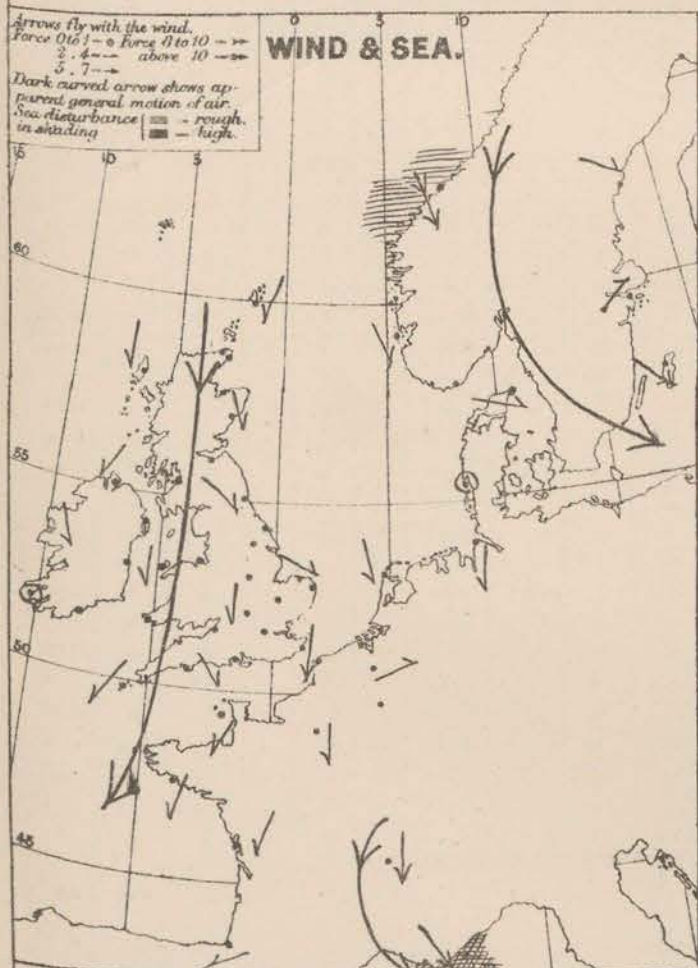 0
10
WIND & SEA.
Arrows fly with the wind.
Force 0 to 1 -- Force 8 to 10 --
2 . 4 -- above 10 --
5 . 7 --
Dark curved arrow shows ap-
parent general motion of air.
Sea disturbance - rough.
in shading - high.
15
10
5
60
55
50
45